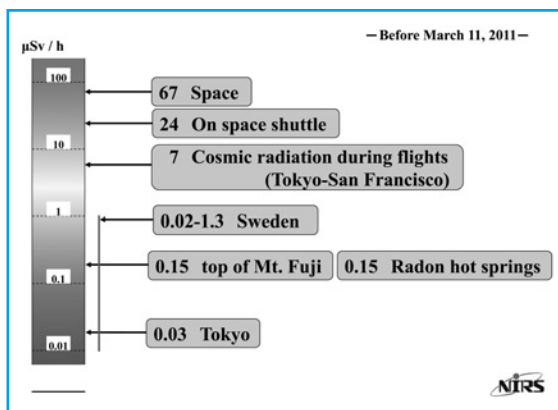 —Before March 11, 2011—
μSv / h
100
67 Space
24 On space shuttle
10
7 Cosmic radiation during flights
(Tokyo-San Francisco)
1
0.02-1.3 Sweden
0.15 top of Mt. Fuji
0.15 Radon hot springs
0.1
0.03 Tokyo
0.01
NIRS